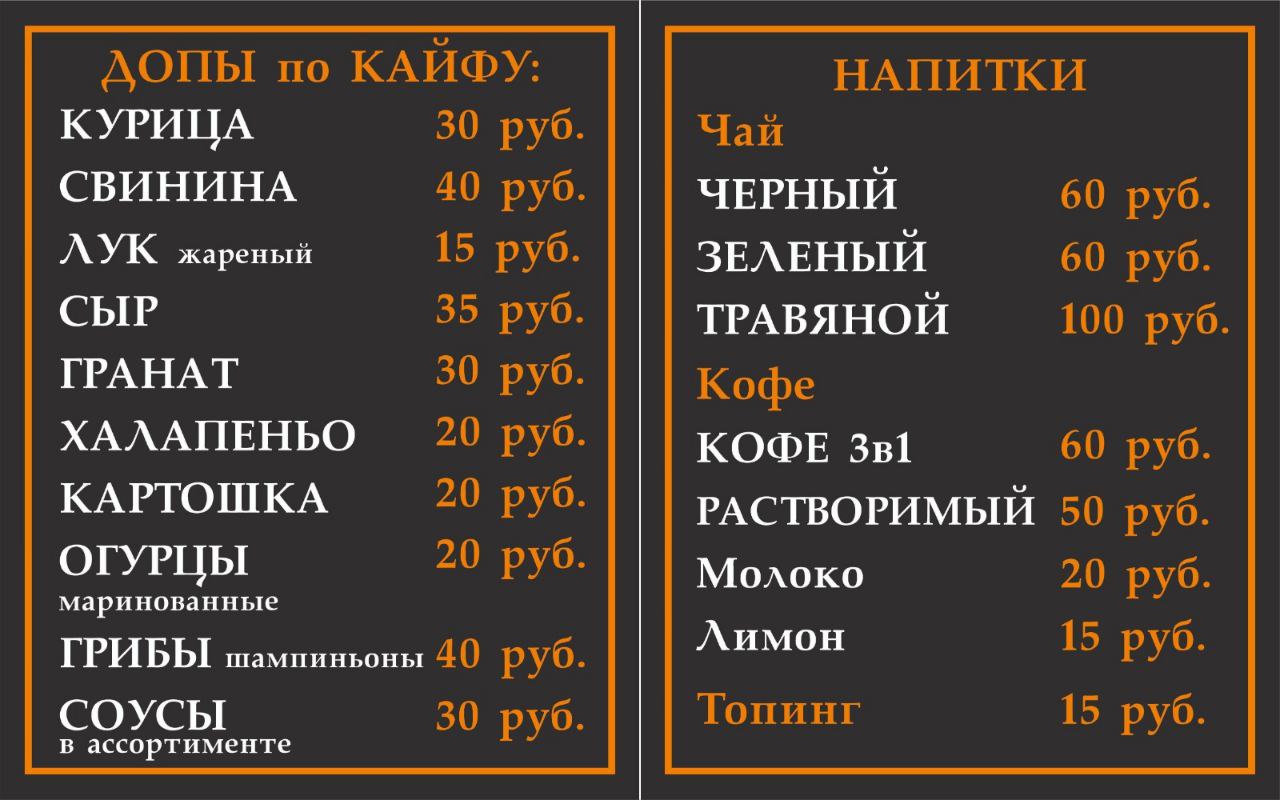 ДОПЫ по КАЙФУ:
КУРИЦА 30 руб.
СВИНИНА 40 руб.
ЛУК жареный 15 руб.
СЫР 35 руб.
ГРАНАТ 30 руб.
ХАЛАПЕНЬО 20 руб.
КАРТОШКА 20 руб.
ОГУРЦЫ 20 руб.
маринованные
ГРИБЫ шампиньоны 40 руб.
СОУСЫ 30 руб.
в ассортименте
НАПИТКИ
Чай
ЧЕРНЫЙ 60 руб.
ЗЕЛЕНЫЙ 60 руб.
ТРАВЯНОЙ 100 руб.
Кофе
КОФЕ 3в1 60 руб.
РАСТВОРИМЫЙ 50 руб.
Молоко 20 руб.
Лимон 15 руб.
Топинг 15 руб.